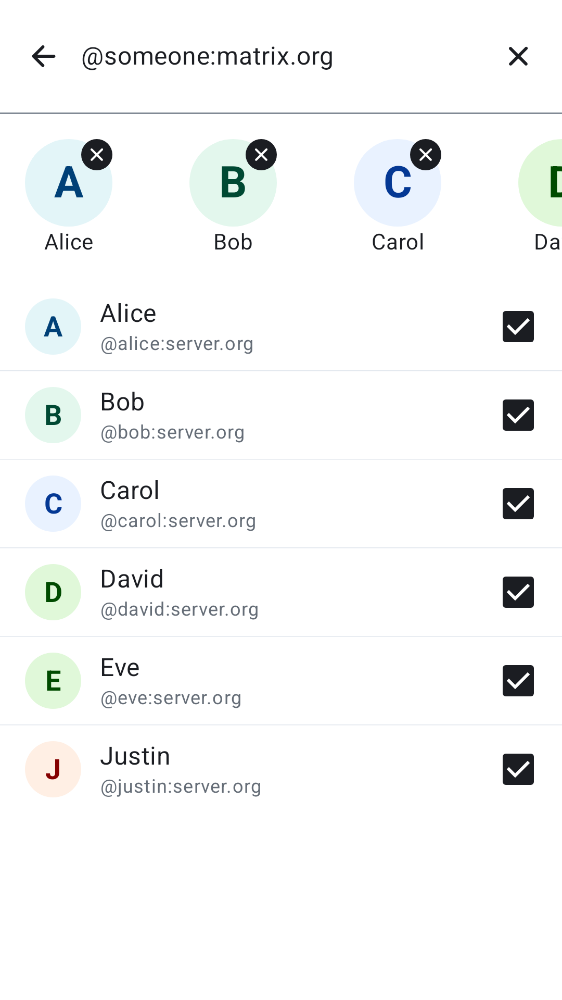 @someone:matrix.org
A B C D
Alice Bob Carol Da
A Alice
@alice:server.org
B Bob
@bob:server.org
C Carol
@carol:server.org
D David
@david:server.org
E Eve
@eve:server.org
J Justin
@justin:server.org